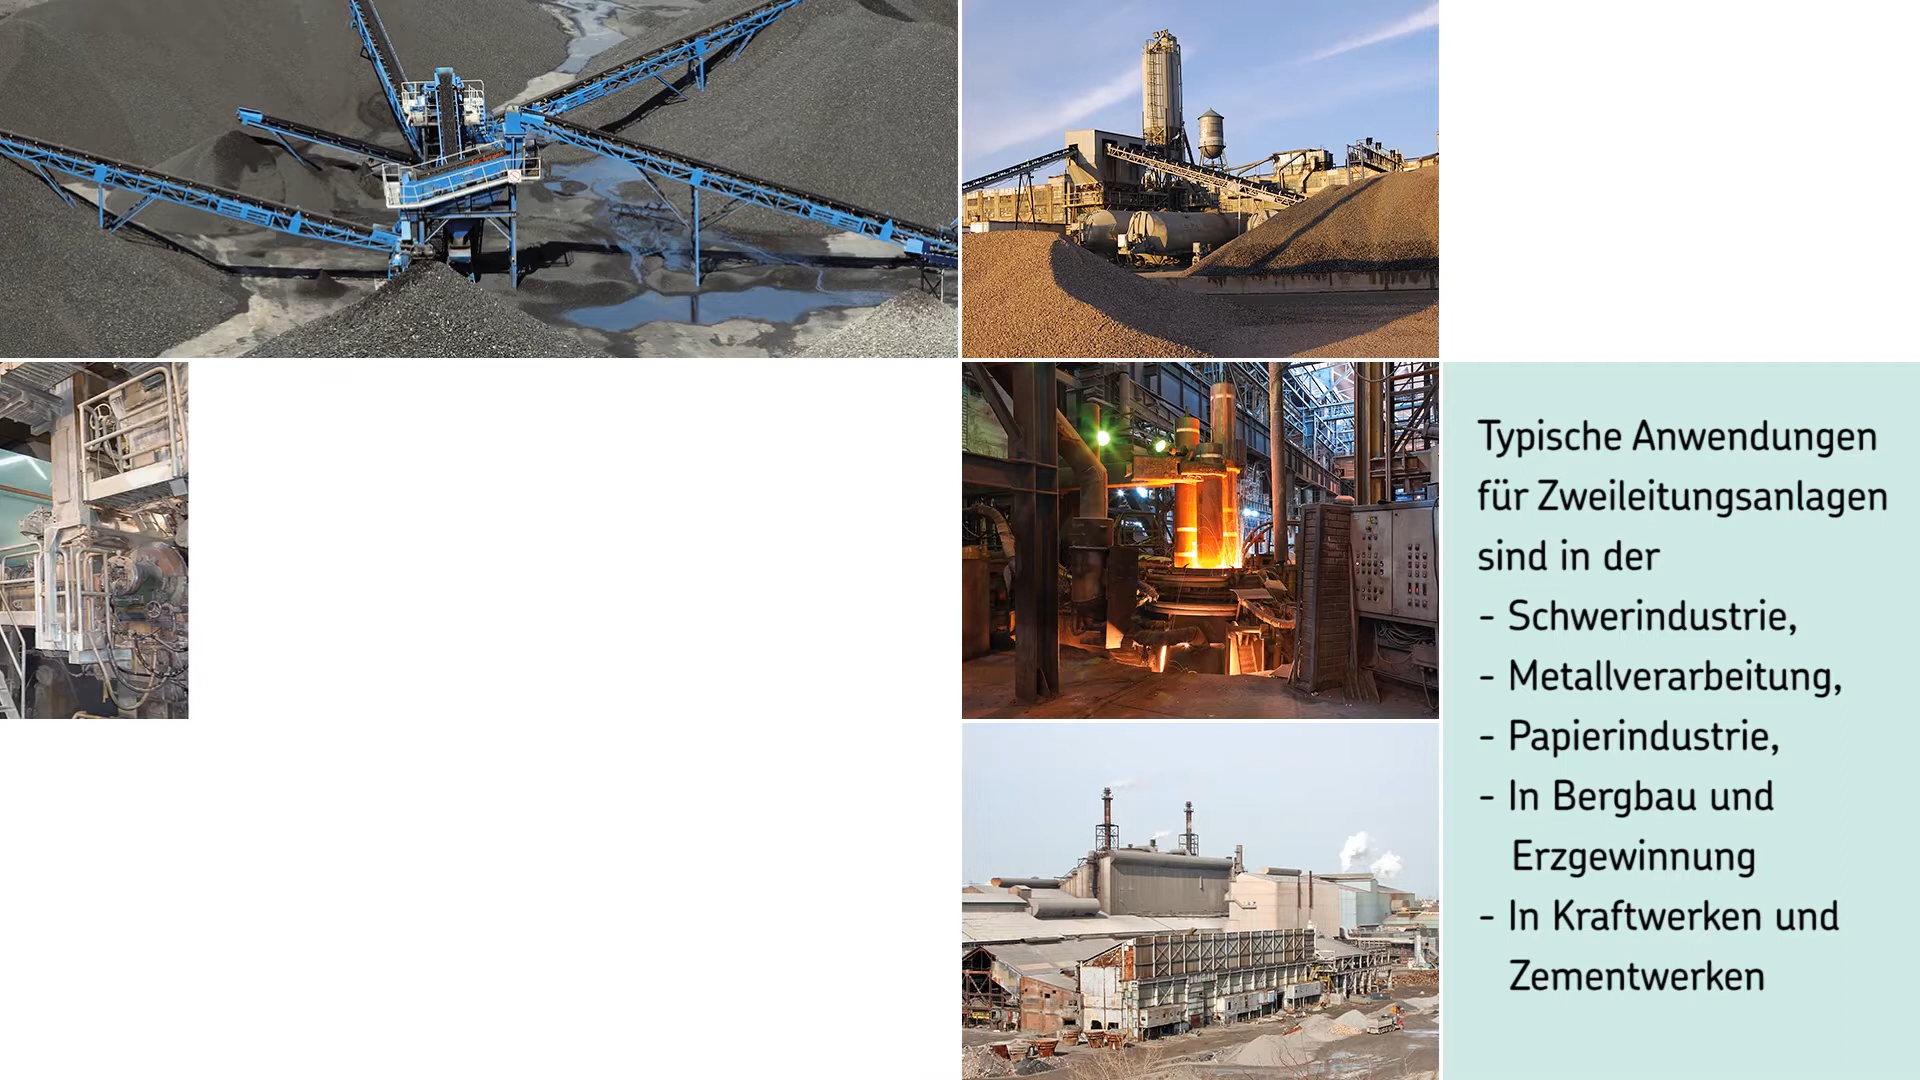 Typische Anwendungen
für Zweileitungsanlagen
sind in der
- Schwerindustrie,
- Metallverarbeitung,
- Papierindustrie,
- In Bergbau und
Erzgewinnung
- In Kraftwerken und
Zementwerken